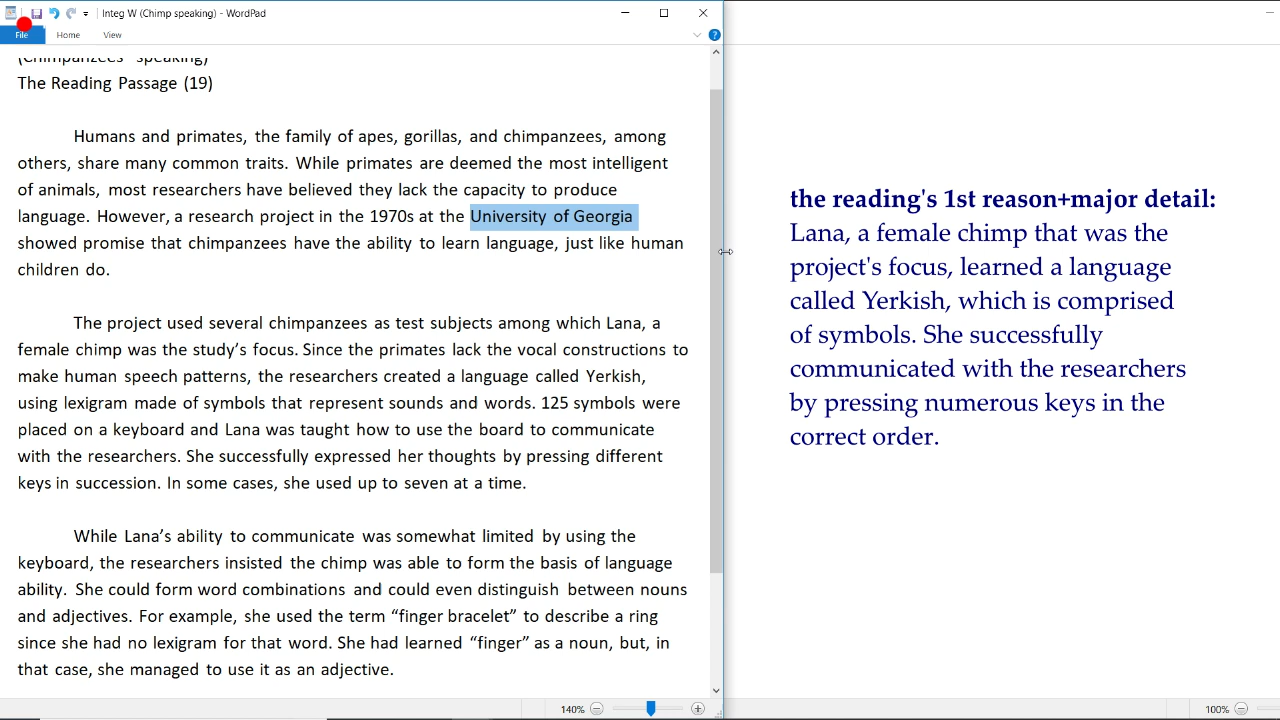 Integ W (Chimp speaking) - WordPad
File Home View
(Chimpanzees' speaking)
The Reading Passage (19)
Humans and primates, the family of apes, gorillas, and chimpanzees, among
others, share many common traits. While primates are deemed the most intelligent
of animals, most researchers have believed they lack the capacity to produce
language. However, a research project in the 1970s at the University of Georgia
showed promise that chimpanzees have the ability to learn language, just like human
children do.
The project used several chimpanzees as test subjects among which Lana, a
female chimp was the study's focus. Since the primates lack the vocal constructions to
make human speech patterns, the researchers created a language called Yerkish,
using lexigram made of symbols that represent sounds and words. 125 symbols were
placed on a keyboard and Lana was taught how to use the board to communicate
with the researchers. She successfully expressed her thoughts by pressing different
keys in succession. In some cases, she used up to seven at a time.
While Lana's ability to communicate was somewhat limited by using the
keyboard, the researchers insisted the chimp was able to form the basis of language
ability. She could form word combinations and could even distinguish between nouns
and adjectives. For example, she used the term “finger bracelet” to describe a ring
since she had no lexigram for that word. She had learned “finger” as a noun, but, in
that case, she managed to use it as an adjective.
140%
the reading's 1st reason+major detail:
Lana, a female chimp that was the
project's focus, learned a language
called Yerkish, which is comprised
of symbols. She successfully
communicated with the researchers
by pressing numerous keys in the
correct order.
100%